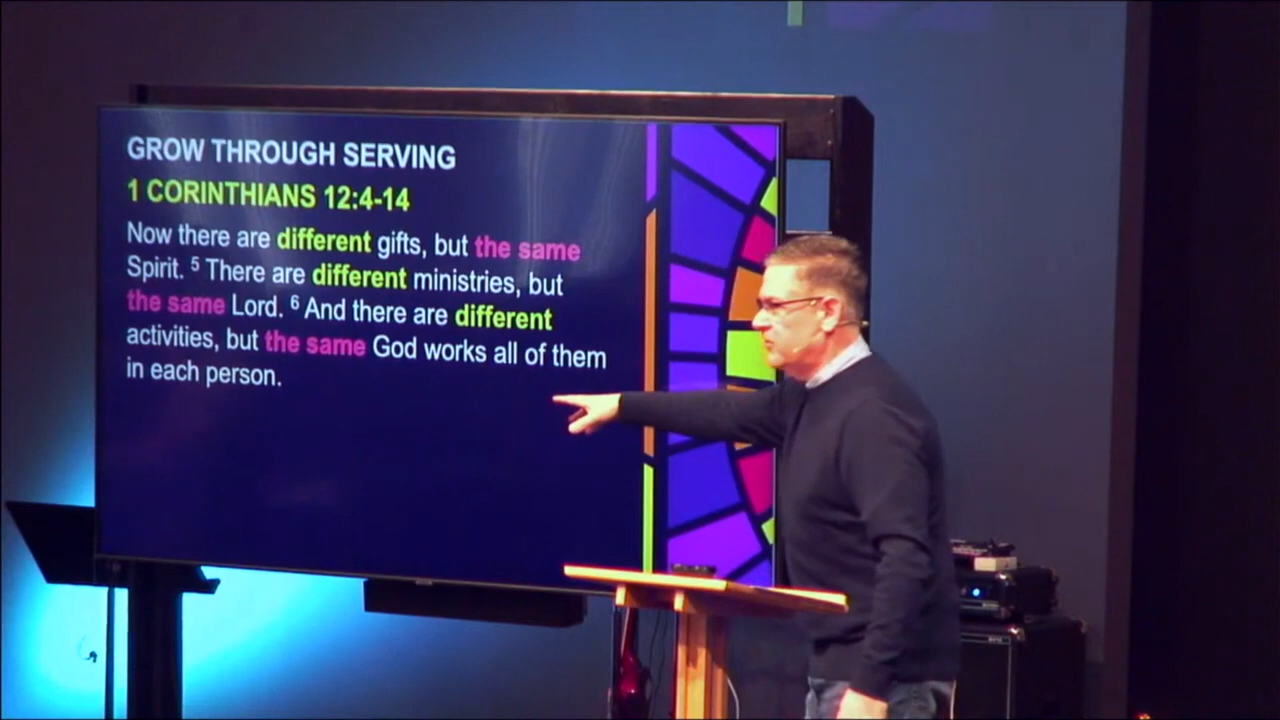 GROW THROUGH SERVING
1 CORINTHIANS 12:4-14
Now there are different gifts, but the same
Spirit. ⁵ There are different ministries, but
the same Lord. ⁶ And there are different
activities, but the same God works all of them
in each person.